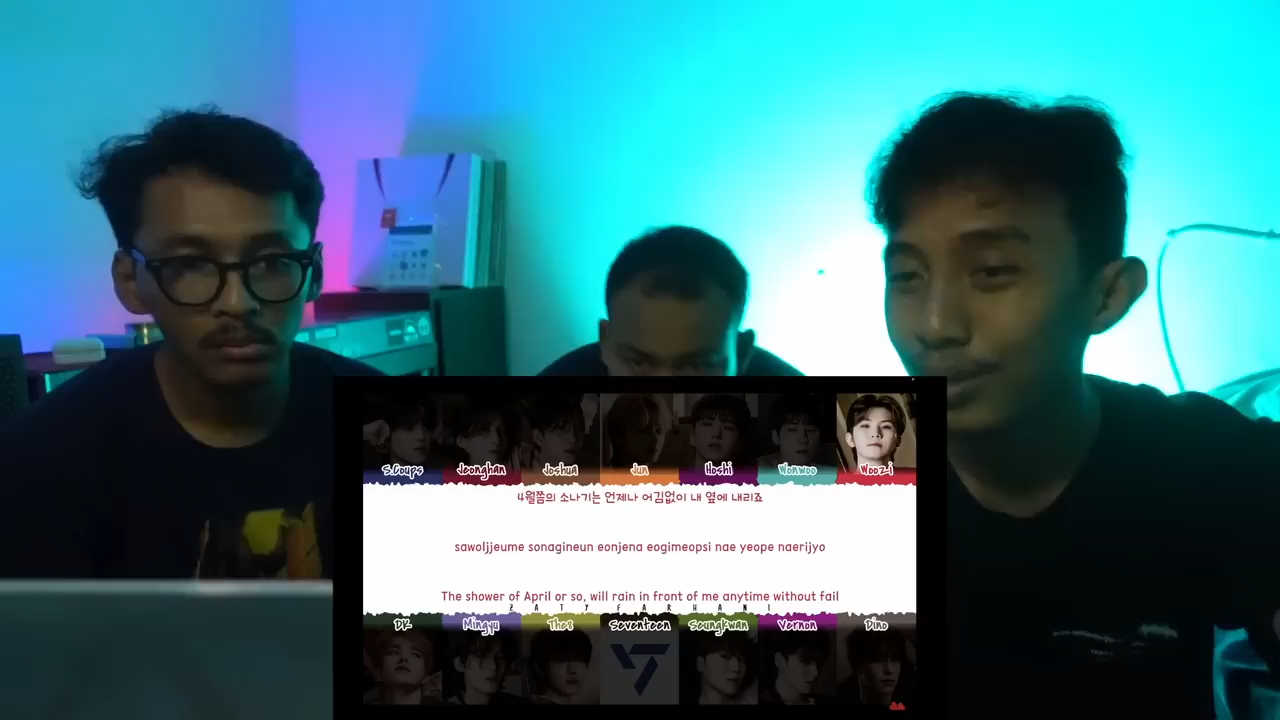 S.Coups Jeonghan Joshua Jun Hoshi Wonwoo Woozi
4월쯤의 소나기는 언제나 어김없이 내 옆에 내리죠
sawoljjeume sonagineun eonjena eogimeopsi nae yeope naerijyo
The shower of April or so, will rain in front of me anytime without fail
ZATYFARHANI
DK Mingyu The8 Seventeen Seungkwan Vernon Dino